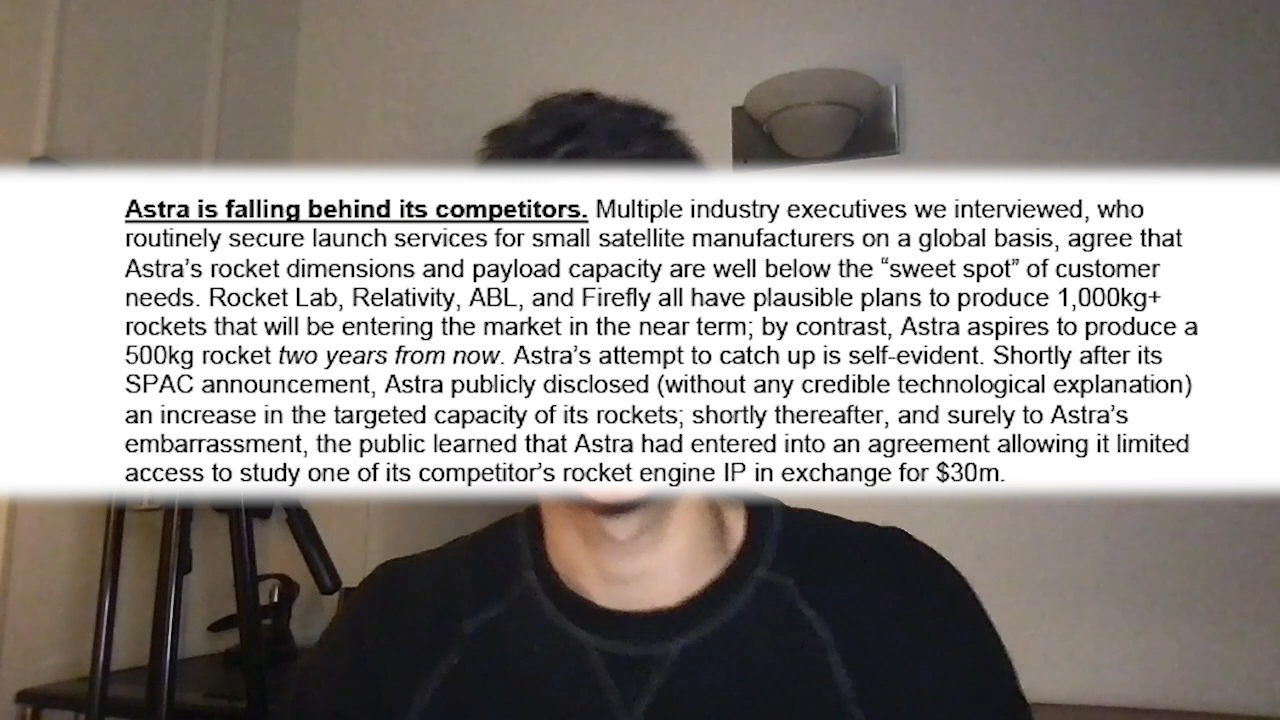 Astra is falling behind its competitors. Multiple industry executives we interviewed, who
routinely secure launch services for small satellite manufacturers on a global basis, agree that
Astra's rocket dimensions and payload capacity are well below the “sweet spot” of customer
needs. Rocket Lab, Relativity, ABL, and Firefly all have plausible plans to produce 1,000kg+
rockets that will be entering the market in the near term; by contrast, Astra aspires to produce a
500kg rocket two years from now. Astra's attempt to catch up is self-evident. Shortly after its
SPAC announcement, Astra publicly disclosed (without any credible technological explanation)
an increase in the targeted capacity of its rockets; shortly thereafter, and surely to Astra's
embarrassment, the public learned that Astra had entered into an agreement allowing it limited
access to study one of its competitor's rocket engine IP in exchange for $30m.